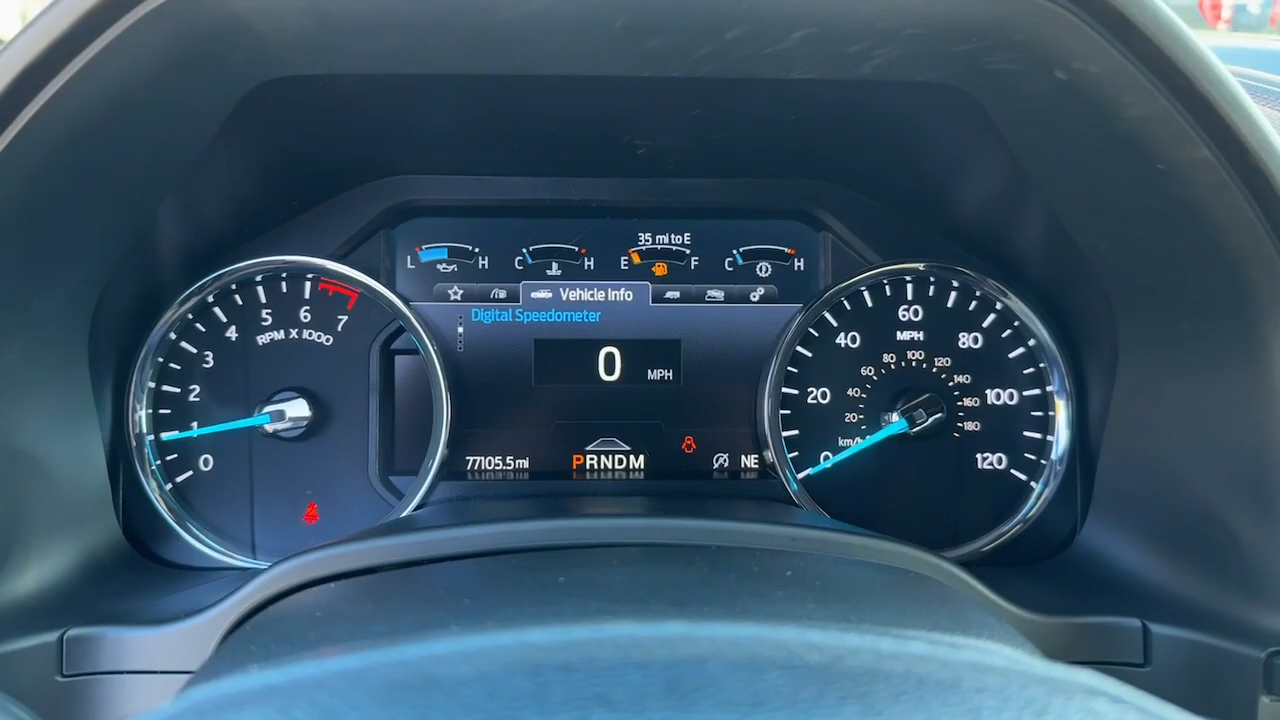 35 mi to E
L H C H E F C H
Vehicle Info
Digital Speedometer
0 MPH
77105.5 mi PRNDM NE
0 1 2 3 4 5 6 7
RPM X 1000
0 20 40 60 80 100 120
MPH
20 40 60 80 100 120 140 160 180
km/h